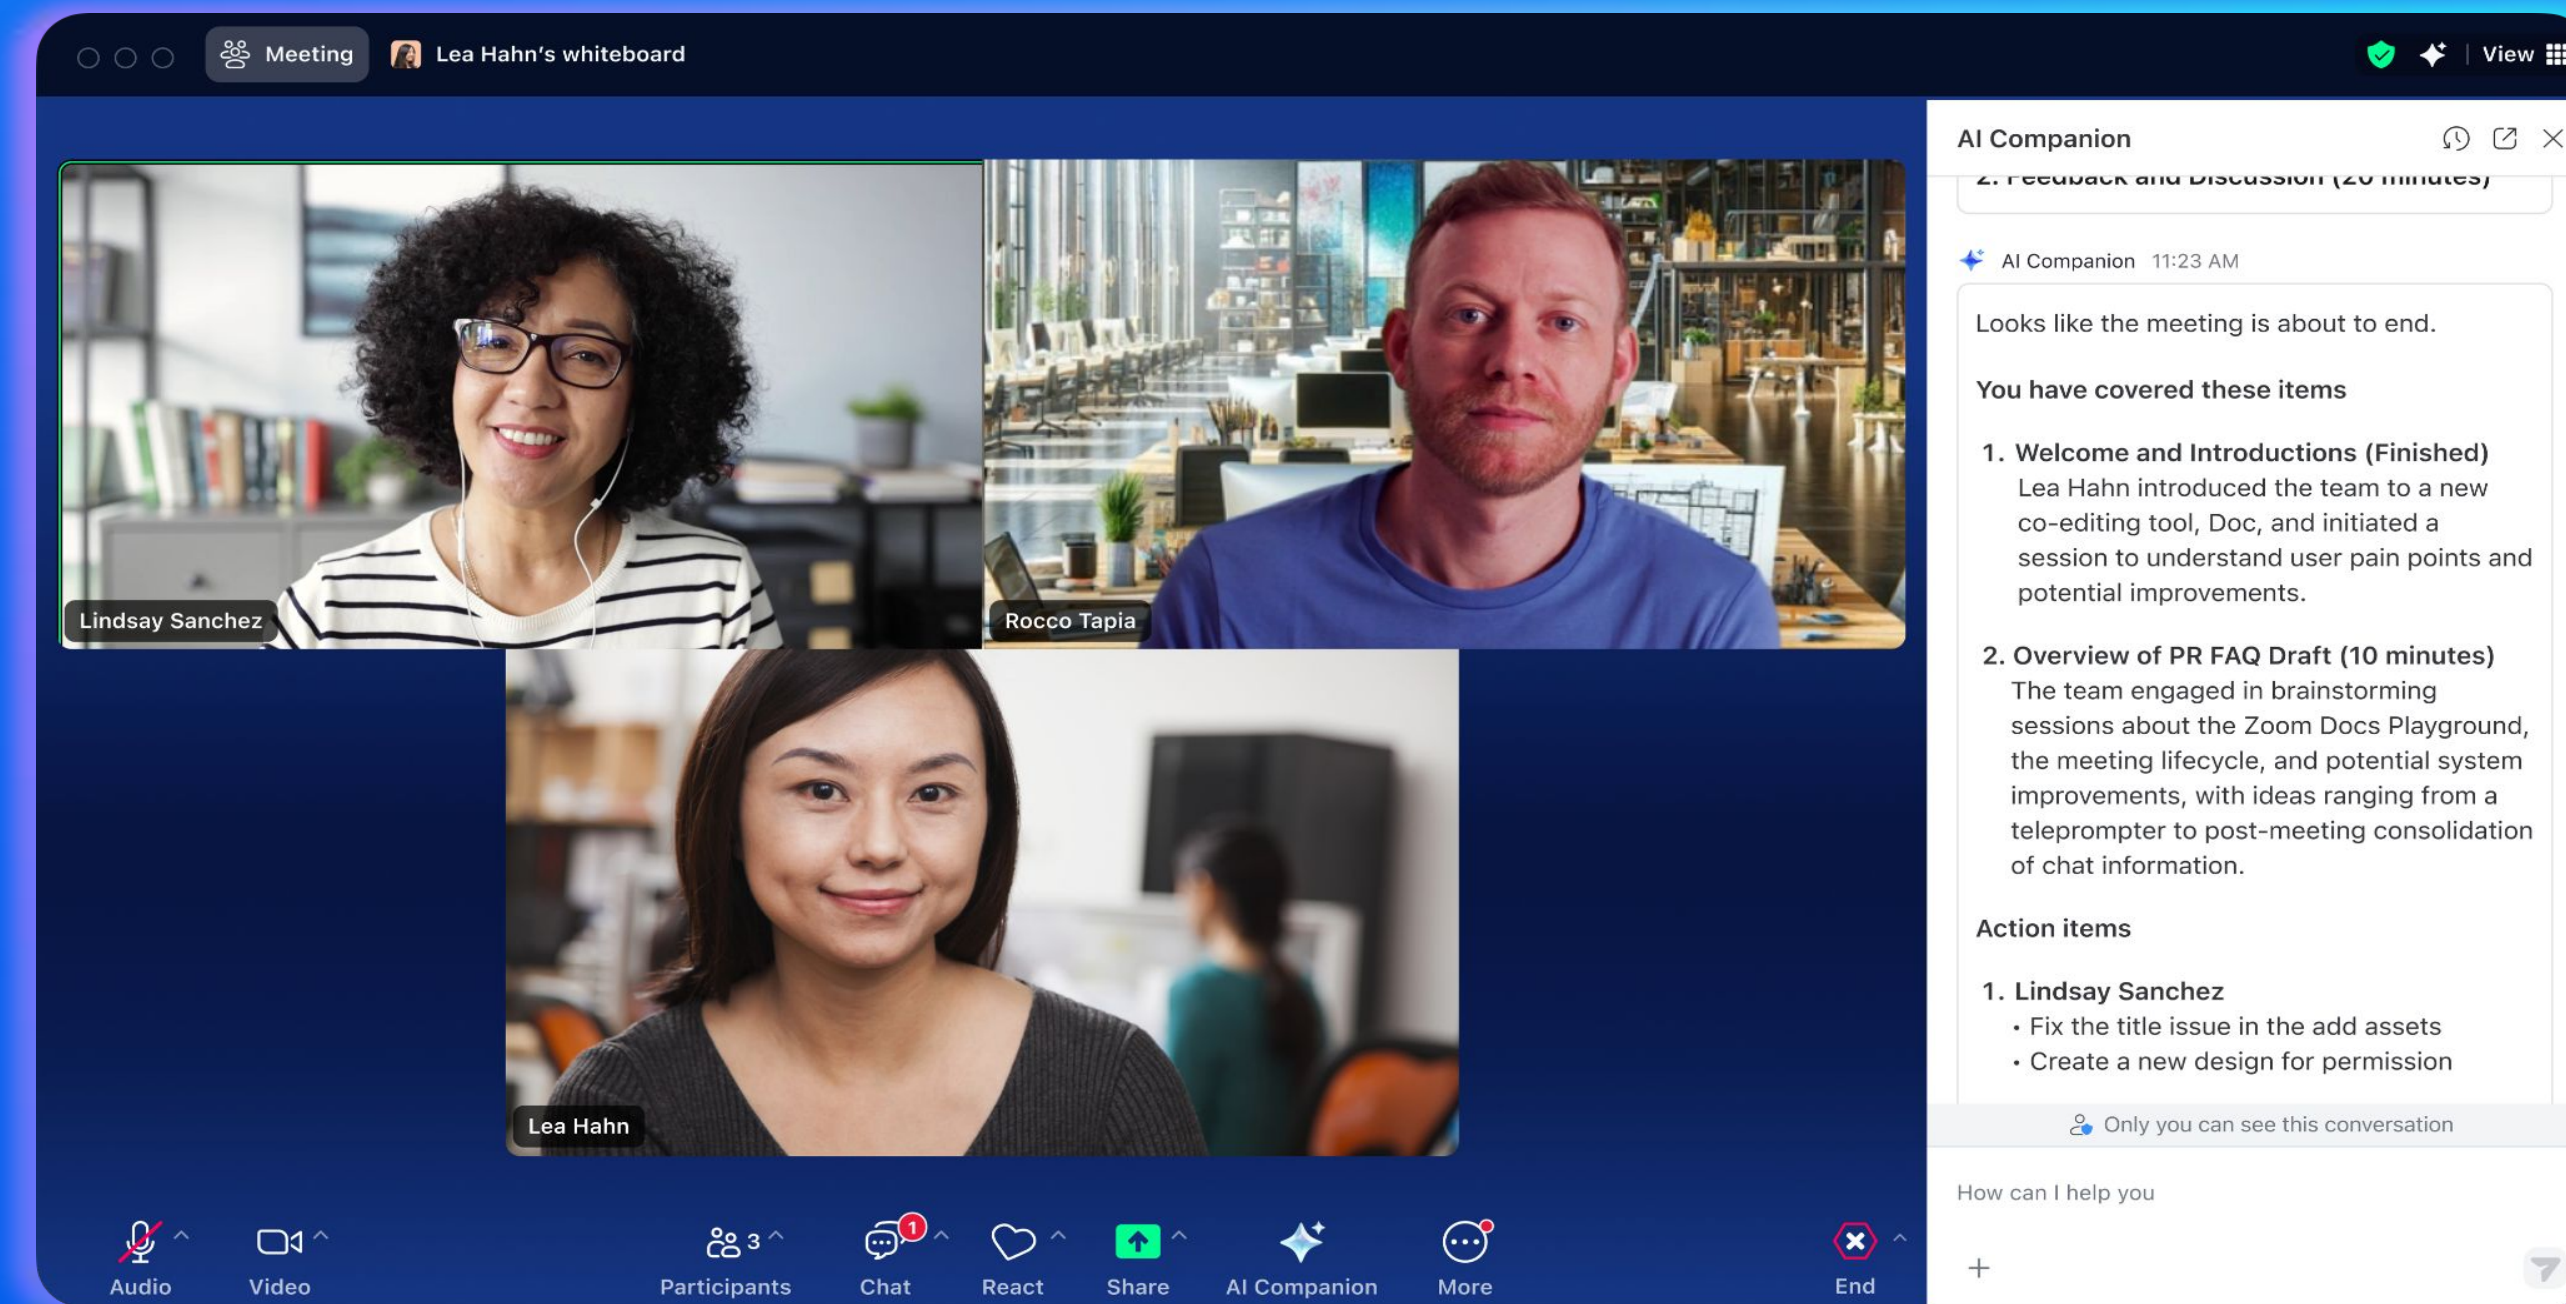 Meeting
Lea Hahn's whiteboard
View
Lindsay Sanchez
Rocco Tapia
Lea Hahn
AI Companion
2. Feedback and Discussion (20 minutes)
AI Companion 11:23 AM
Looks like the meeting is about to end.
You have covered these items
1. Welcome and Introductions (Finished)
Lea Hahn introduced the team to a new
co-editing tool, Doc, and initiated a
session to understand user pain points and
potential improvements.
2. Overview of PR FAQ Draft (10 minutes)
The team engaged in brainstorming
sessions about the Zoom Docs Playground,
the meeting lifecycle, and potential system
improvements, with ideas ranging from a
teleprompter to post-meeting consolidation
of chat information.
Action items
1. Lindsay Sanchez
• Fix the title issue in the add assets
• Create a new design for permission
Only you can see this conversation
How can I help you
3
1
Audio
Video
Participants
Chat
React
Share
AI Companion
More
End